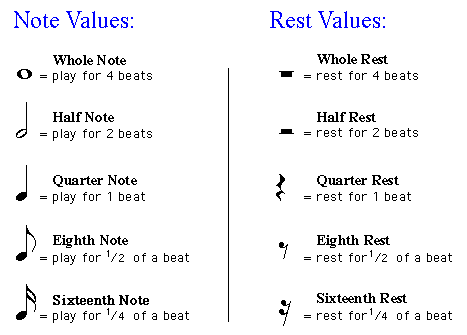 Note Values:
Whole Note
= play for 4 beats
Half Note
= play for 2 beats
Quarter Note
= play for 1 beat
Eighth Note
= play for 1/2 of a beat
Sixteenth Note
= play for 1/4 of a beat
Rest Values:
Whole Rest
= rest for 4 beats
Half Rest
= rest for 2 beats
Quarter Rest
= rest for 1 beat
Eighth Rest
= rest for 1/2 of a beat
Sixteenth Rest
= rest for 1/4 of a beat